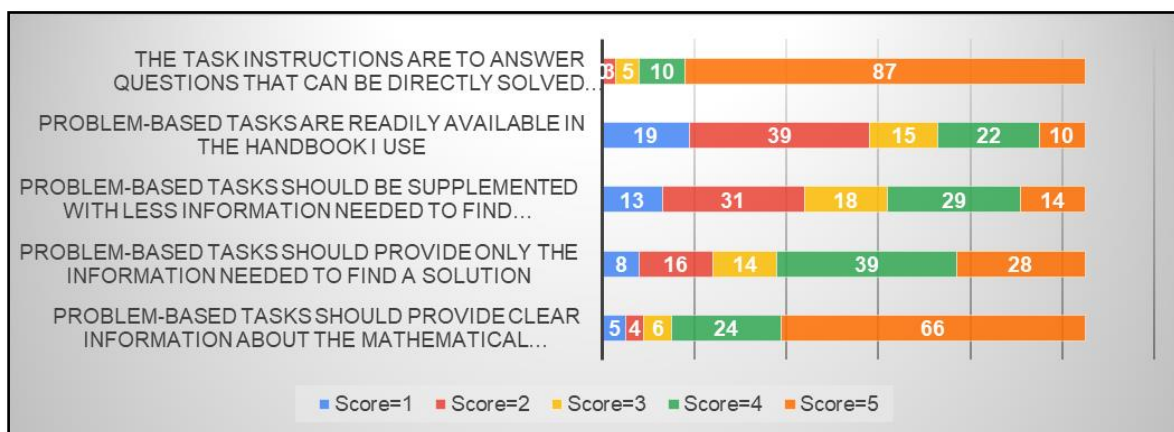 THE TASK INSTRUCTIONS ARE TO ANSWER
QUESTIONS THAT CAN BE DIRECTLY SOLVED...
0 3 5 10 87
PROBLEM-BASED TASKS ARE READILY AVAILABLE IN
THE HANDBOOK I USE
19 39 15 22 10
PROBLEM-BASED TASKS SHOULD BE SUPPLEMENTED
WITH LESS INFORMATION NEEDED TO FIND...
13 31 18 29 14
PROBLEM-BASED TASKS SHOULD PROVIDE ONLY THE
INFORMATION NEEDED TO FIND A SOLUTION
8 16 14 39 28
PROBLEM-BASED TASKS SHOULD PROVIDE CLEAR
INFORMATION ABOUT THE MATHEMATICAL...
5 4 6 24 66
Score=1 Score=2 Score=3 Score=4 Score=5